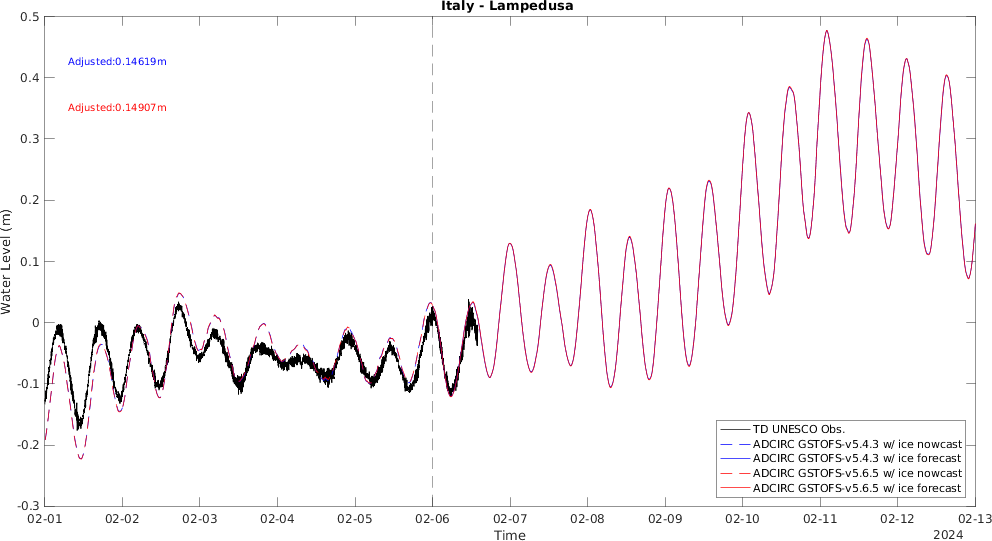 Italy - Lampedusa
0.5
0.4
0.3
0.2
0.1
0
-0.1
-0.2
-0.3
Water Level (m)
Adjusted:0.14619m
Adjusted:0.14907m
TD UNESCO Obs.
ADCIRC GSTOFS-v5.4.3 w/ ice nowcast
ADCIRC GSTOFS-v5.4.3 w/ ice forecast
ADCIRC GSTOFS-v5.6.5 w/ ice nowcast
ADCIRC GSTOFS-v5.6.5 w/ ice forecast
02-01 02-02 02-03 02-04 02-05 02-06 02-07 02-08 02-09 02-10 02-11 02-12 02-13
Time
2024